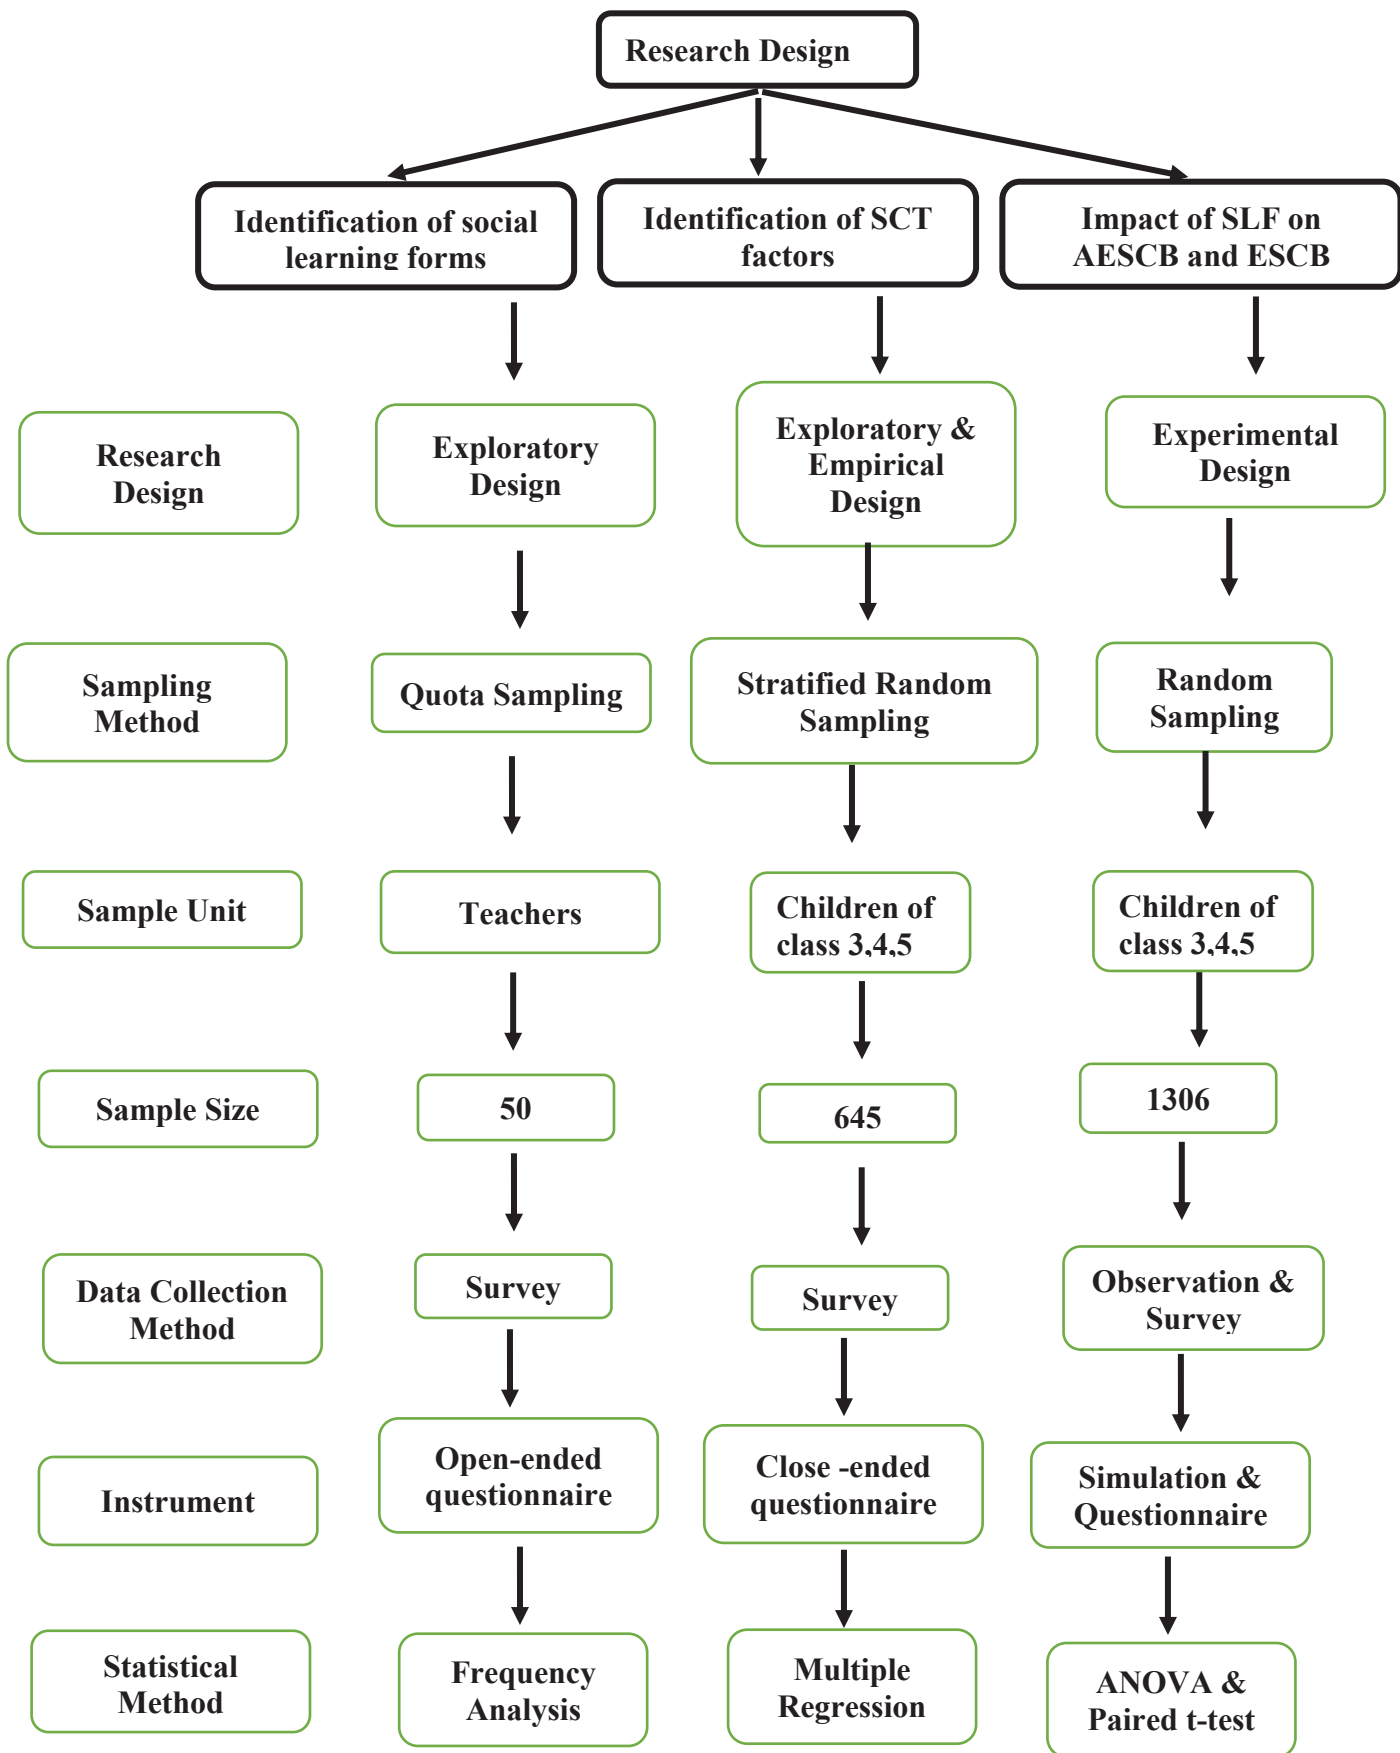 Research Design
Identification of social
learning forms
Identification of SCT
factors
Impact of SLF on
AESCB and ESCB
Research
Design
Exploratory
Design
Exploratory &
Empirical
Design
Experimental
Design
Sampling
Method
Quota Sampling
Stratified Random
Sampling
Random
Sampling
Sample Unit
Teachers
Children of
class 3,4,5
Children of
class 3,4,5
Sample Size
50
645
1306
Data Collection
Method
Survey
Survey
Observation &
Survey
Instrument
Open-ended
questionnaire
Close -ended
questionnaire
Simulation &
Questionnaire
Statistical
Method
Frequency
Analysis
Multiple
Regression
ANOVA &
Paired t-test